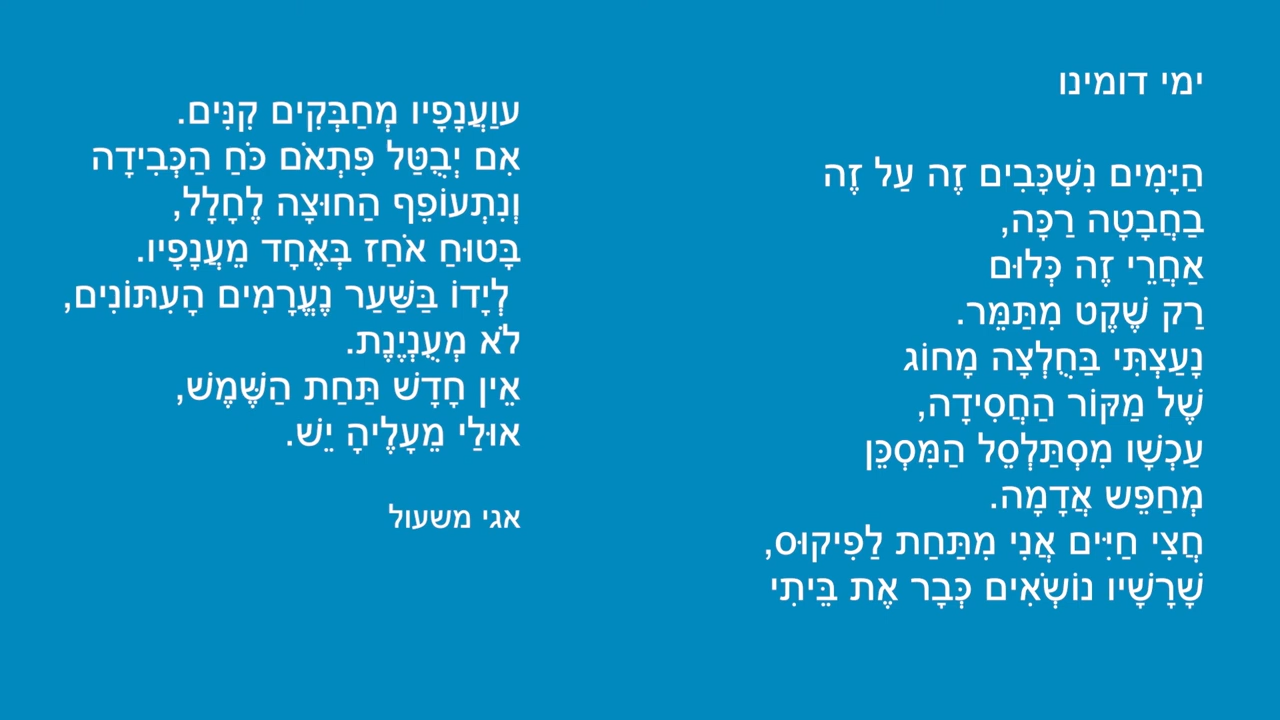 ימי דומינו
הַיָּמִים נִשְׁכָּבִים זֶה עַל זֶה
בַּחֲבָטָה רַכָּה,
אַחֲרֵי זֶה כְּלוּם
רַק שֶׁקֶט מִתַּמֵּר.
נָעַצְתִּי בַּחֻלְצָה מָחוֹג
שֶׁל מַקּוֹר הַחֲסִידָה,
עַכְשָׁו מִסְתַּלְסֵל הַמִּסְכֵּן
מְחַפֵּשׂ אֲדָמָה.
חֲצִי חַיִּים אֲנִי מִתַּחַת לַפִיקוּס,
שָׁרָשָׁיו נוֹשְׂאִים כְּבָר אֶת בֵּיתִי
עוַעֲנָפָיו מְחַבְּקִים קִנִּים.
אִם יְבֻטַּל פִּתְאֹם כֹּחַ הַכְּבִידָה
וְנִתְעוֹפֵף הַחוּצָה לֶחָלָל,
בָּטוּחַ אֹחַז בְּאֶחָד מֵעֲנָפָיו.
לְיָדוֹ בַּשַּׁעַר נֶעֱרָמִים הָעִתּוֹנִים,
לֹא מְעֻנְיֶנֶת.
אֵין חָדָשׁ תַּחַת הַשֶּׁמֶשׁ,
אוּלַי מֵעָלֶיהָ יֵשׁ.
אגי משעול